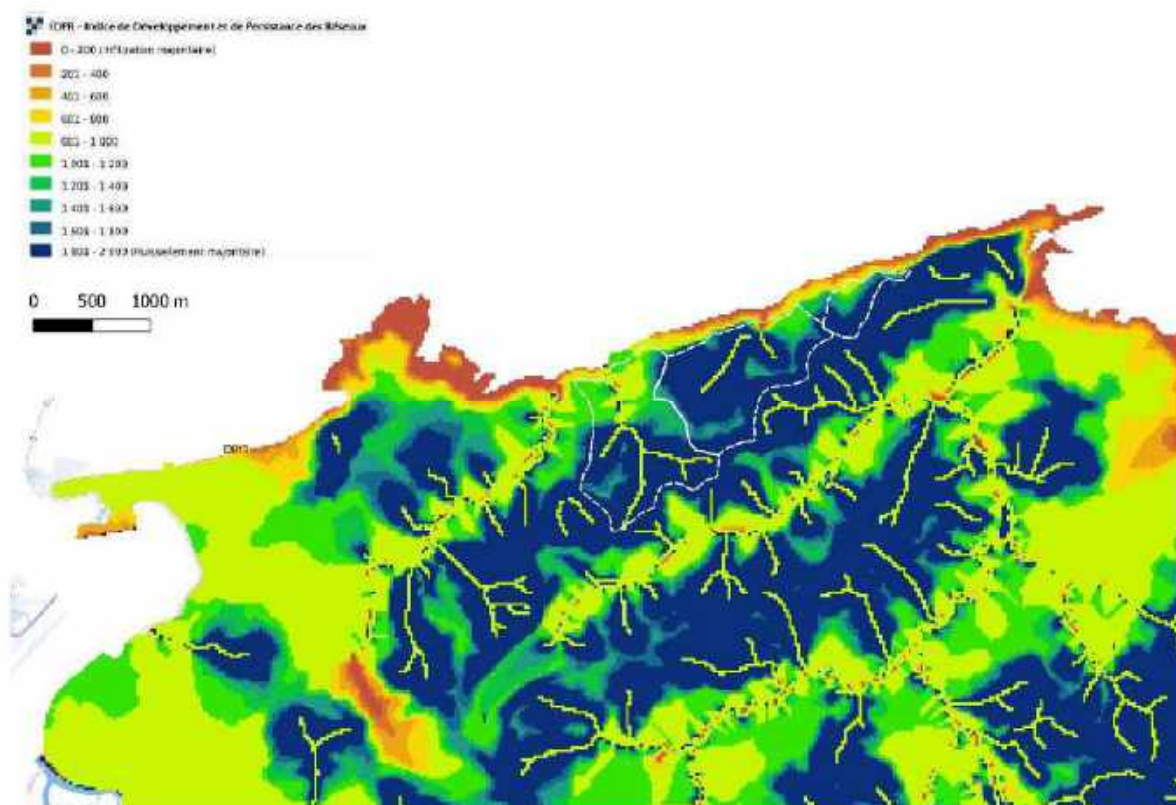 IDPR - Indice de Développement et de Persistance des Réseaux
0 - 200 (Infiltration majoritaire)
201 - 400
401 - 600
601 - 800
801 - 1 000
1 001 - 1 200
1 201 - 1 400
1 401 - 1 600
1 601 - 1 800
1 801 - 2 000 (Ruissellement majoritaire)
0 500 1000 m